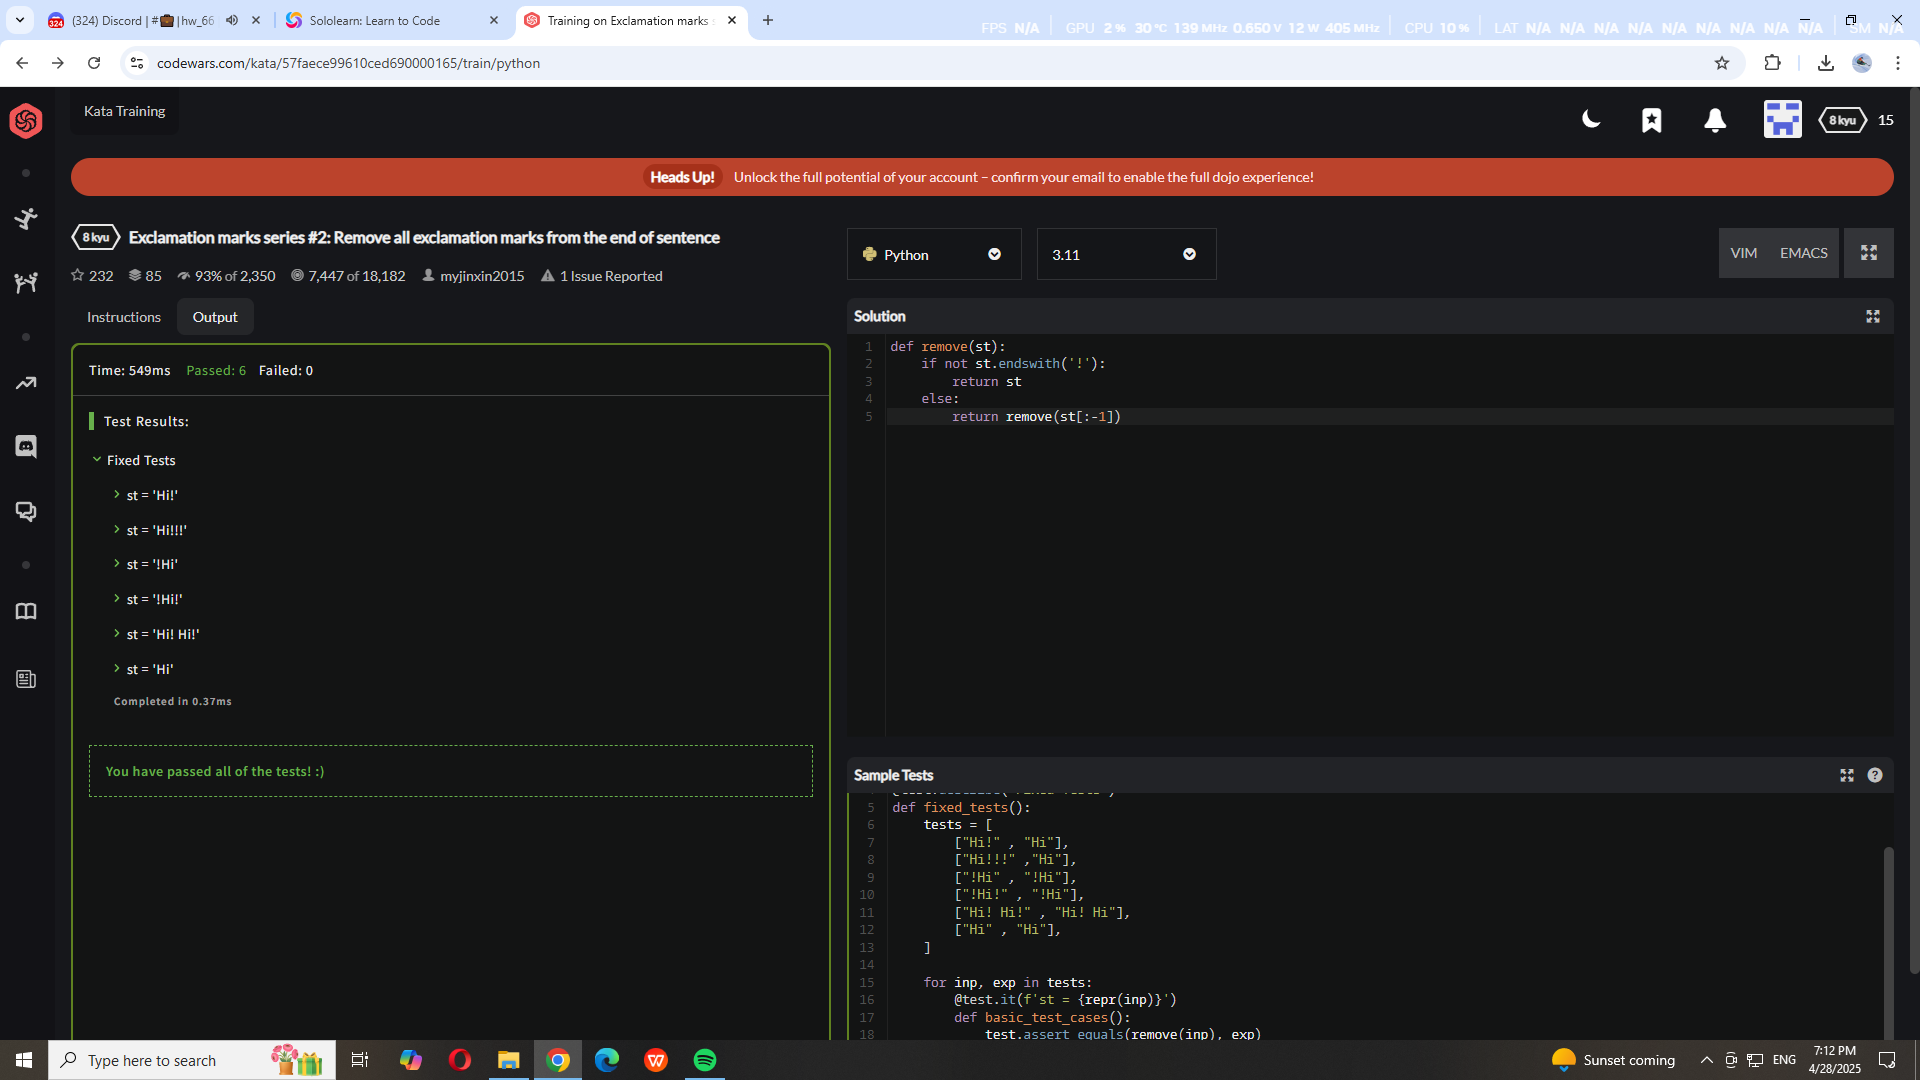 (324) Discord | #💼|hw_66
Sololearn: Learn to Code
Training on Exclamation marks s
FPS N/A GPU 2 % 30 °C 139 MHz 0.650 V 12 W 405 MHz CPU 10 % LAT N/A N/A N/A N/A N/A N/A N/A N/A N/A SM N/A
codewars.com/kata/57faece99610ced690000165/train/python
Kata Training
8 kyu 15
Heads Up! Unlock the full potential of your account – confirm your email to enable the full dojo experience!
8 kyu Exclamation marks series #2: Remove all exclamation marks from the end of sentence
232 85 93% of 2,350 7,447 of 18,182 myjinxin2015 1 Issue Reported
Python
3.11
VIM EMACS
Instructions Output
Time: 549ms Passed: 6 Failed: 0
Test Results:
Fixed Tests
st = 'Hi!'
st = 'Hi!!!'
st = '!Hi'
st = '!Hi!'
st = 'Hi! Hi!'
st = 'Hi'
Completed in 0.37ms
You have passed all of the tests! :)
Solution
1 def remove(st):
2 if not st.endswith('!'):
3 return st
4 else:
5 return remove(st[:-1])
Sample Tests
5 def fixed_tests():
6 tests = [
7 ["Hi!" , "Hi"],
8 ["Hi!!!" ,"Hi"],
9 ["!Hi" , "!Hi"],
10 ["!Hi!" , "!Hi"],
11 ["Hi! Hi!" , "Hi! Hi"],
12 ["Hi" , "Hi"],
13 ]
14
15 for inp, exp in tests:
16 @test.it(f'st = {repr(inp)}')
17 def basic_test_cases():
18 test.assert_equals(remove(inp), exp)
Type here to search
Sunset coming
ENG
7:12 PM
4/28/2025